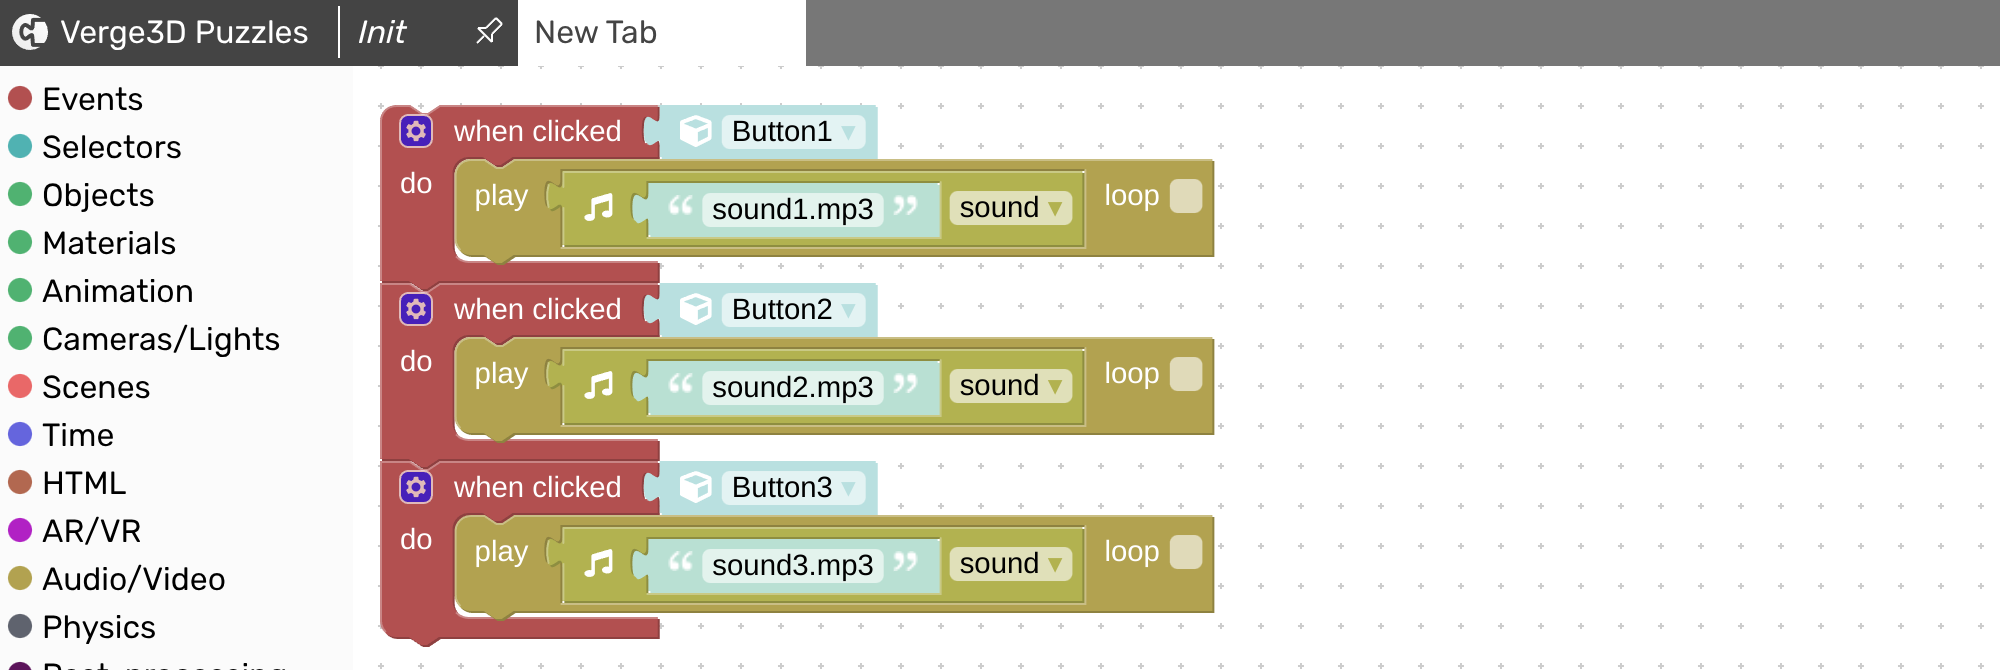 Verge3D Puzzles
Init
New Tab
Events
Selectors
Objects
Materials
Animation
Cameras/Lights
Scenes
Time
HTML
AR/VR
Audio/Video
Physics
when clicked Button1
do play “ sound1.mp3 ” sound loop
when clicked Button2
do play “ sound2.mp3 ” sound loop
when clicked Button3
do play “ sound3.mp3 ” sound loop